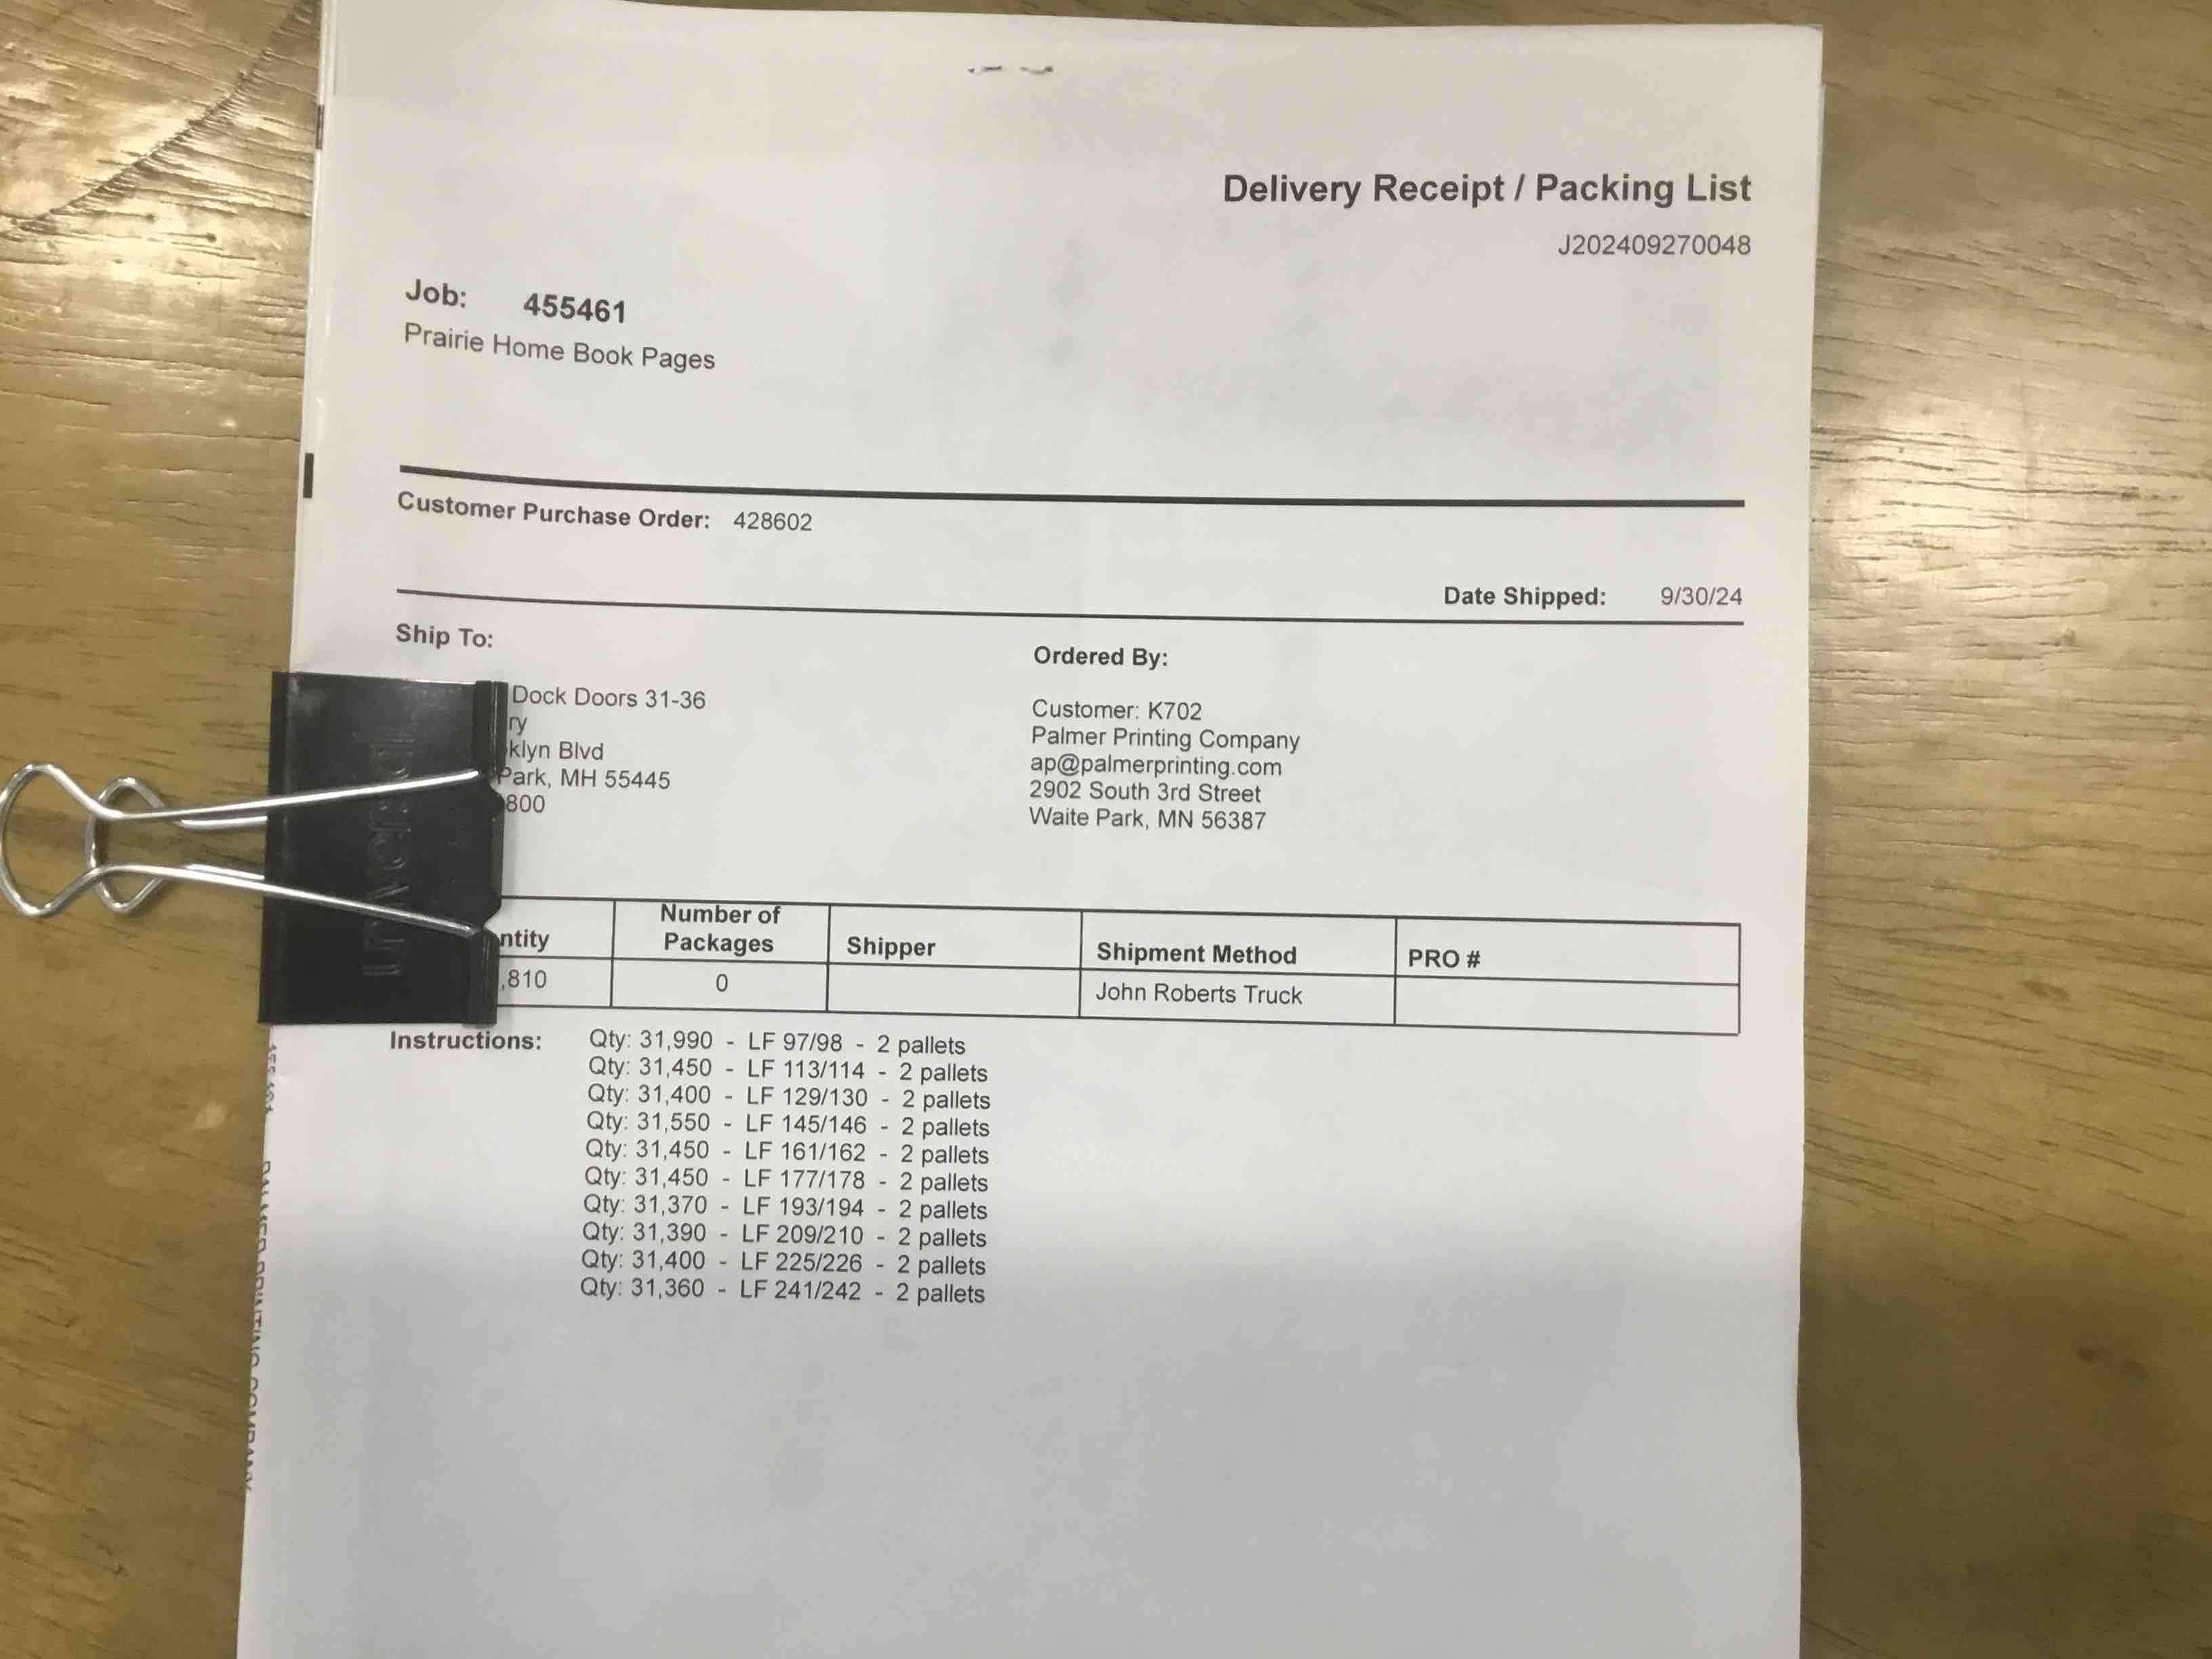 Delivery Receipt / Packing List
J202409270048
Job: 455461
Prairie Home Book Pages
Customer Purchase Order: 428602
Date Shipped: 9/30/24
Ship To:
Dock Doors 31-36
ry
klyn Blvd
Park, MH 55445
800
Ordered By:
Customer: K702
Palmer Printing Company
ap@palmerprinting.com
2902 South 3rd Street
Waite Park, MN 56387
ntity
Number of
Packages
Shipper
Shipment Method
PRO #
,810
0
John Roberts Truck
Instructions:
Qty: 31,990 - LF 97/98 - 2 pallets
Qty: 31,450 - LF 113/114 - 2 pallets
Qty: 31,400 - LF 129/130 - 2 pallets
Qty: 31,550 - LF 145/146 - 2 pallets
Qty: 31,450 - LF 161/162 - 2 pallets
Qty: 31,450 - LF 177/178 - 2 pallets
Qty: 31,370 - LF 193/194 - 2 pallets
Qty: 31,390 - LF 209/210 - 2 pallets
Qty: 31,400 - LF 225/226 - 2 pallets
Qty: 31,360 - LF 241/242 - 2 pallets
PALMER PRINTING COMPANY